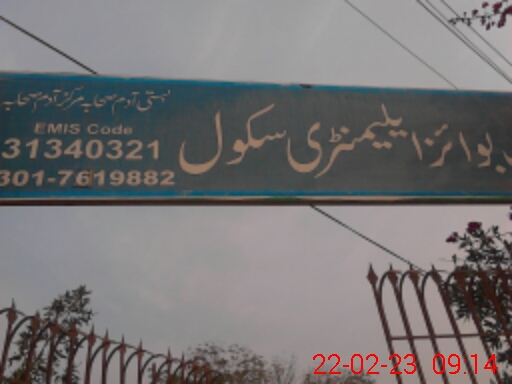 بوائز ایلیمنٹری سکول
بستی آدم صحابہ مرکز آدم صحابہ
EMIS Code
31340321
301-7619882
22-02-23 09:14